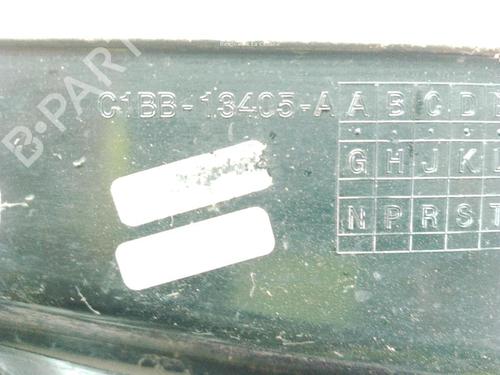 C1BB-13405-A A B C D
G H J K
N P R S T
B-PARTS